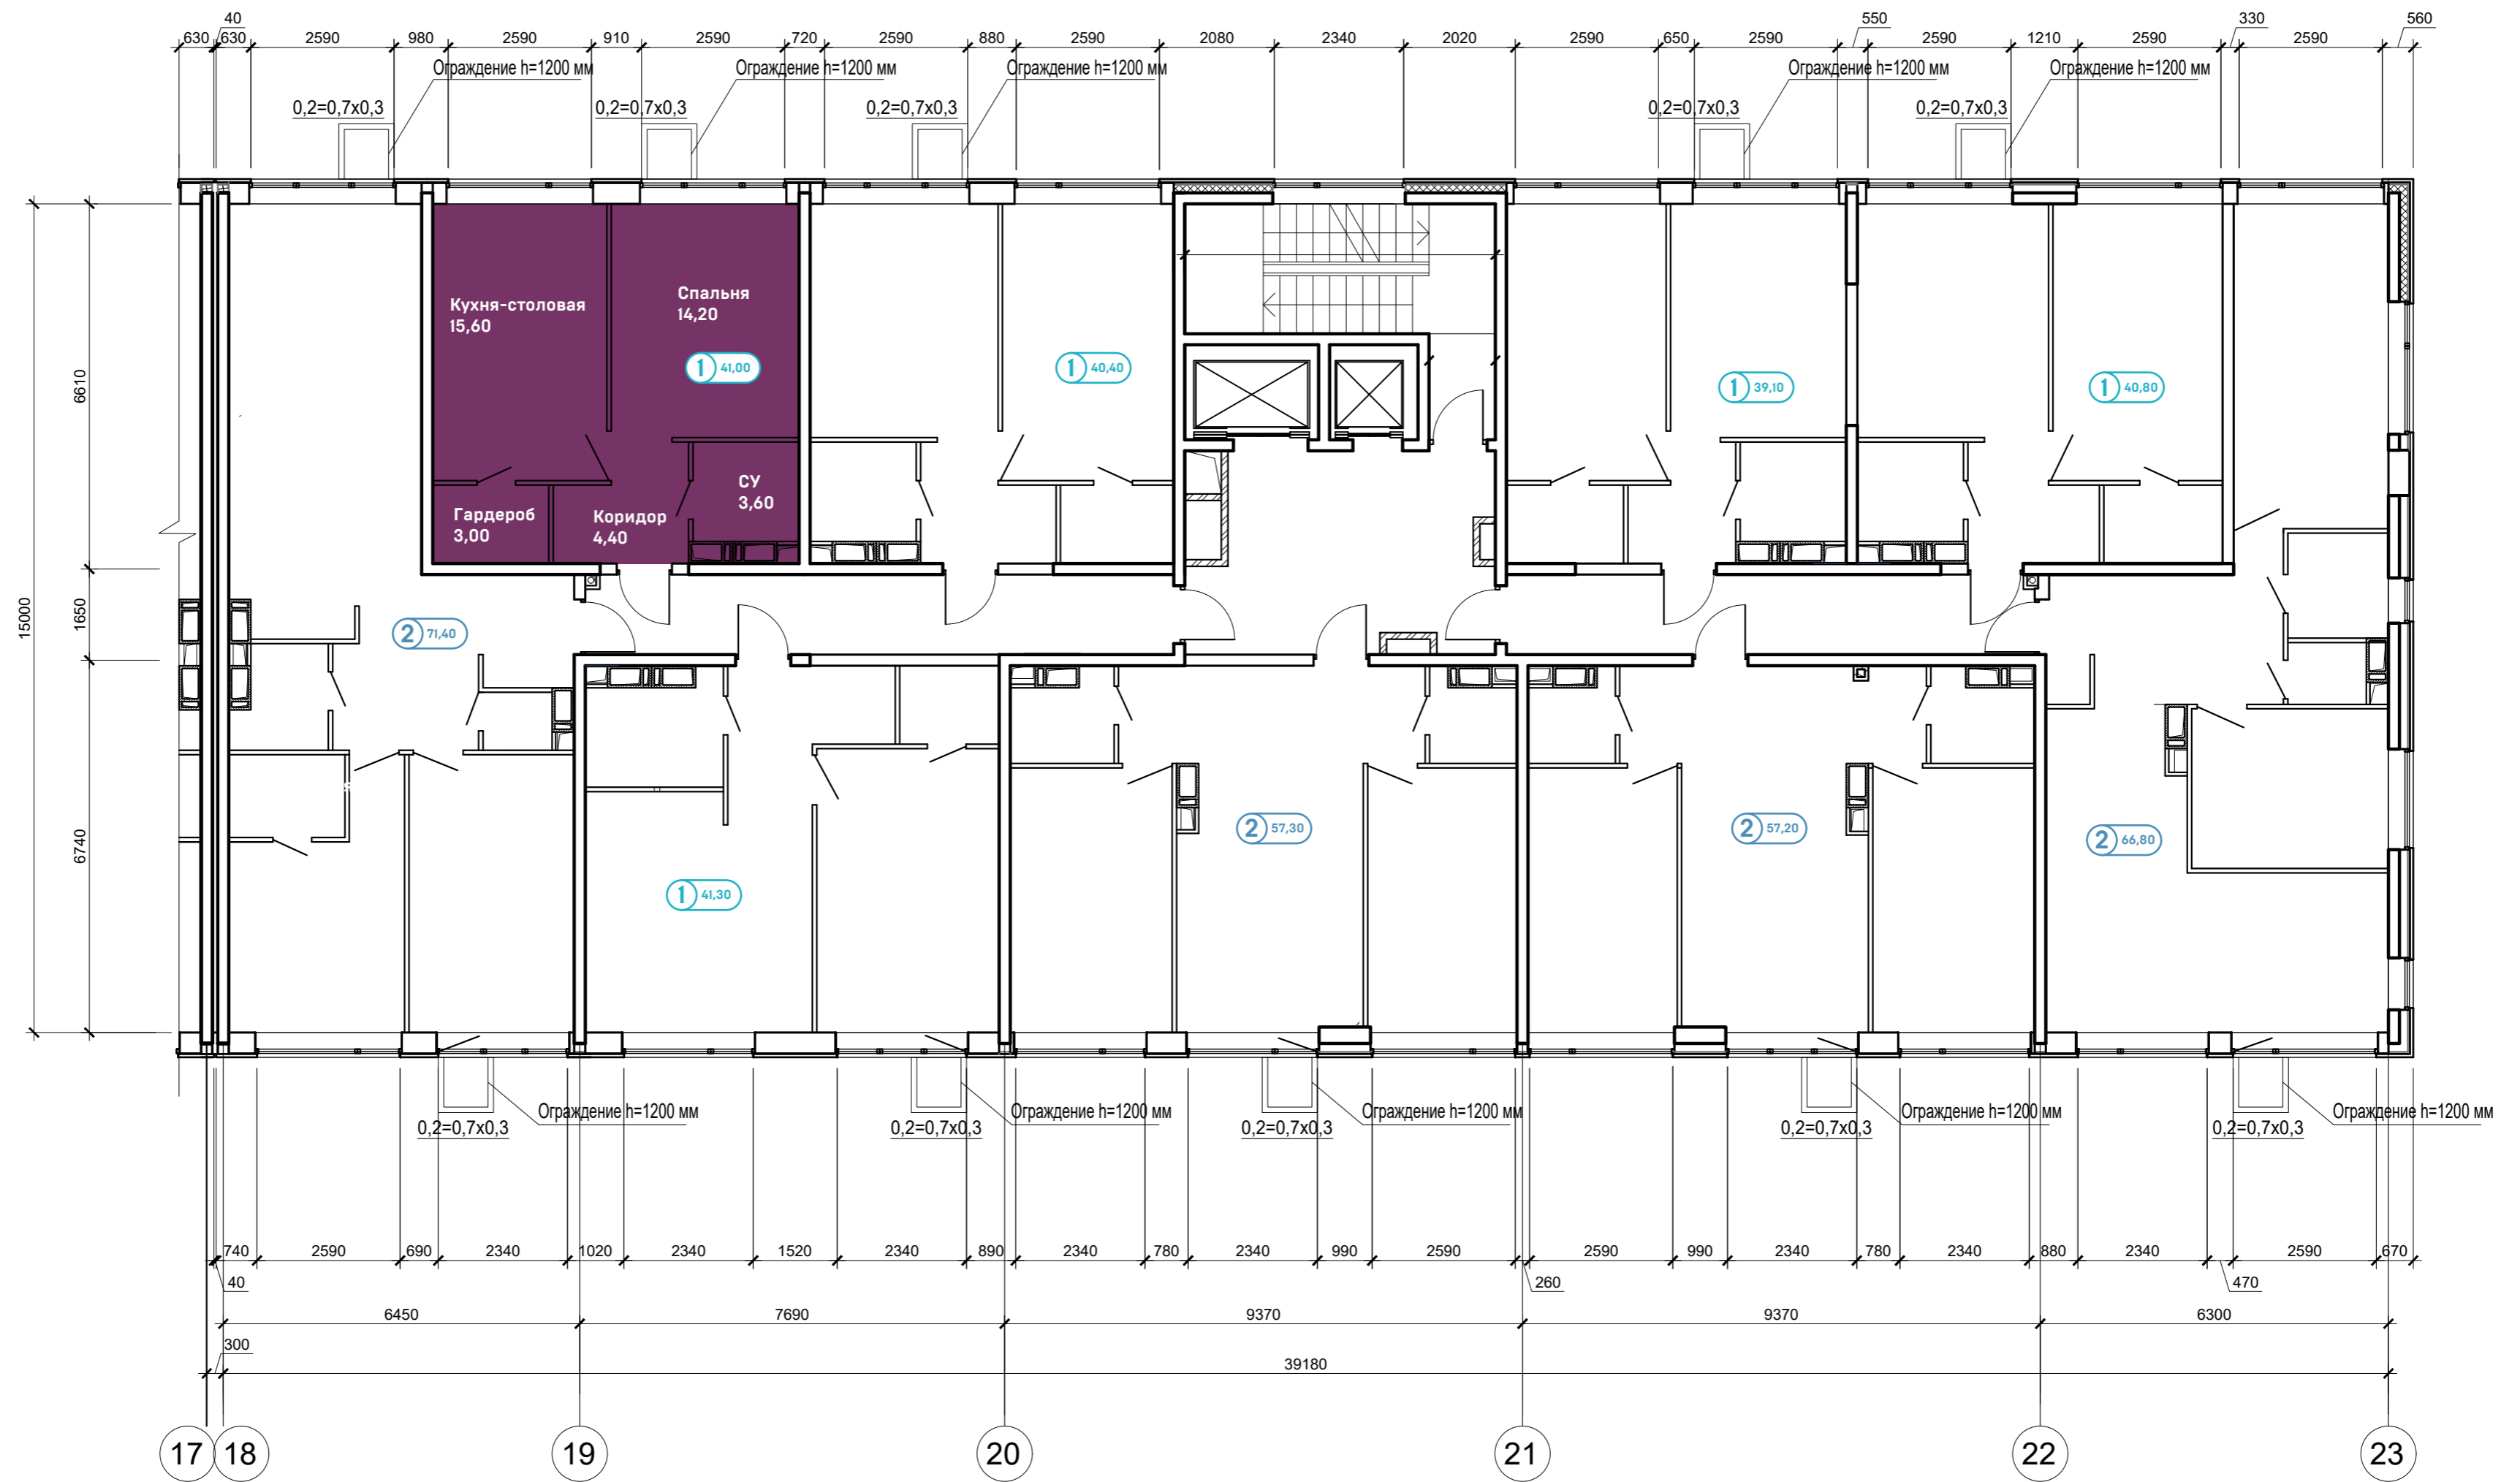 40 550 330 560
630 630 2590 980 2590 910 2590 720 2590 880 2590 2080 2340 2020 2590 650 2590 2590 1210 2590 2590
Ограждение h=1200 мм Ограждение h=1200 мм Ограждение h=1200 мм Ограждение h=1200 мм Ограждение h=1200 мм
0,2=0,7x0,3 0,2=0,7x0,3 0,2=0,7x0,3 0,2=0,7x0,3 0,2=0,7x0,3
15000
6610
1650
6740
Кухня-столовая
15,60
Спальня
14,20
1 41,00
1 40,40
1 39,10
1 40,80
СУ
3,60
Гардероб
3,00
Коридор
4,40
2 71,40
2 57,30
2 57,20
2 66,80
1 41,30
Ограждение h=1200 мм Ограждение h=1200 мм Ограждение h=1200 мм Ограждение h=1200 мм Ограждение h=1200 мм
0,2=0,7x0,3 0,2=0,7x0,3 0,2=0,7x0,3 0,2=0,7x0,3 0,2=0,7x0,3
740 2590 690 2340 1020 2340 1520 2340 890 2340 780 2340 990 2590 2590 990 2340 780 2340 880 2340 2590 670
40 260 470
6450 7690 9370 9370 6300
300
39180
17 18 19 20 21 22 23